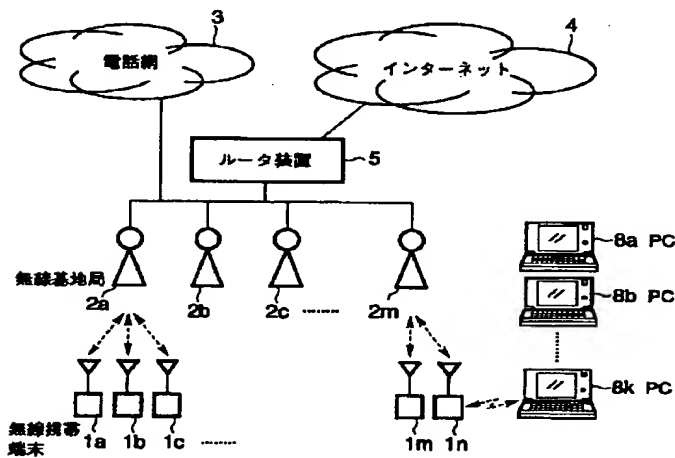 3
電話網
4
インターネット
ルータ装置
5
無線基地局
2a
2b
2c
........
2m
8a PC
8b PC
8k PC
無線携帯
端末
1a
1b
1c
........
1m
1n